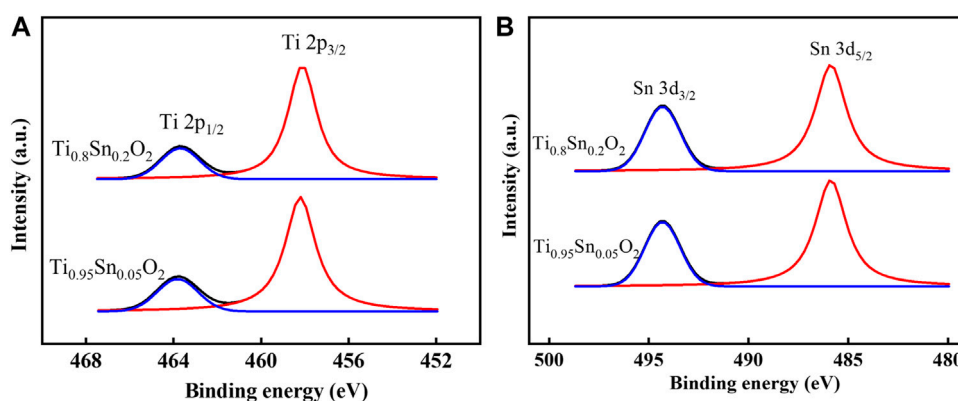 A
Ti 2p3/2
Ti 2p1/2
Ti0.8Sn0.2O2
Ti0.95Sn0.05O2
Intensity (a.u.)
468 464 460 456 452
Binding energy (eV)
B
Sn 3d5/2
Sn 3d3/2
Ti0.8Sn0.2O2
Ti0.95Sn0.05O2
Intensity (a.u.)
500 495 490 485 480
Binding energy (eV)